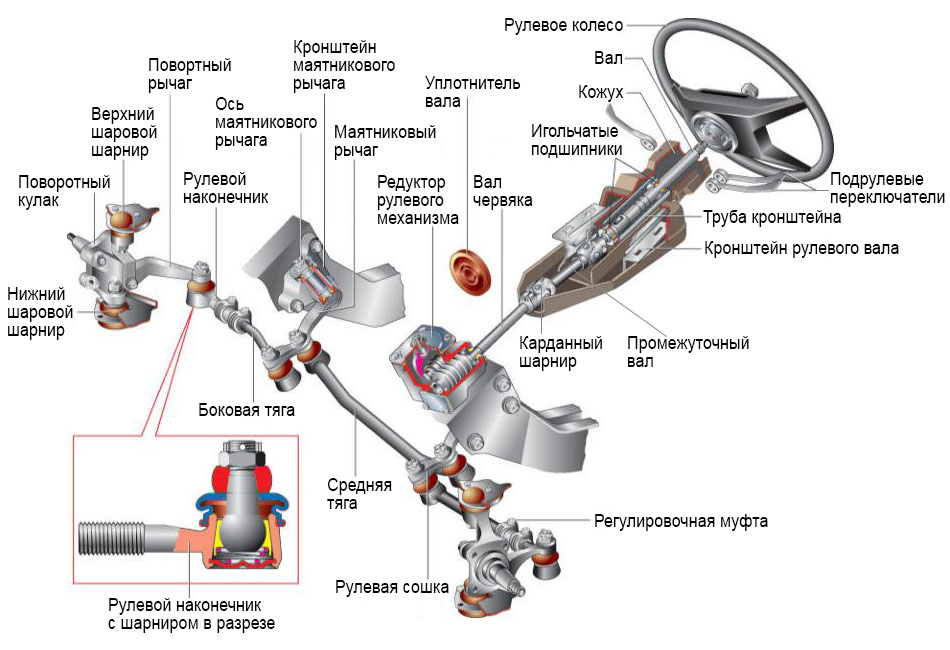 Рулевое колесо
Кронштейн
маятникового
рычага
Повортный
рычаг
Вал
Уплотнитель
вала
Кожух
Ось
маятникового
рычага
Верхний
шаровой
шарнир
Маятниковый
рычаг
Игольчатые
подшипники
Поворотный
кулак
Рулевой
наконечник
Редуктор
рулевого
механизма
Вал
червяка
Подрулевые
переключатели
Труба кронштейна
Кронштейн рулевого вала
Нижний
шаровой
шарнир
Карданный
шарнир
Промежуточный
вал
Боковая тяга
Средняя
тяга
Регулировочная муфта
Рулевая сошка
Рулевой наконечник
с шарниром в разрезе